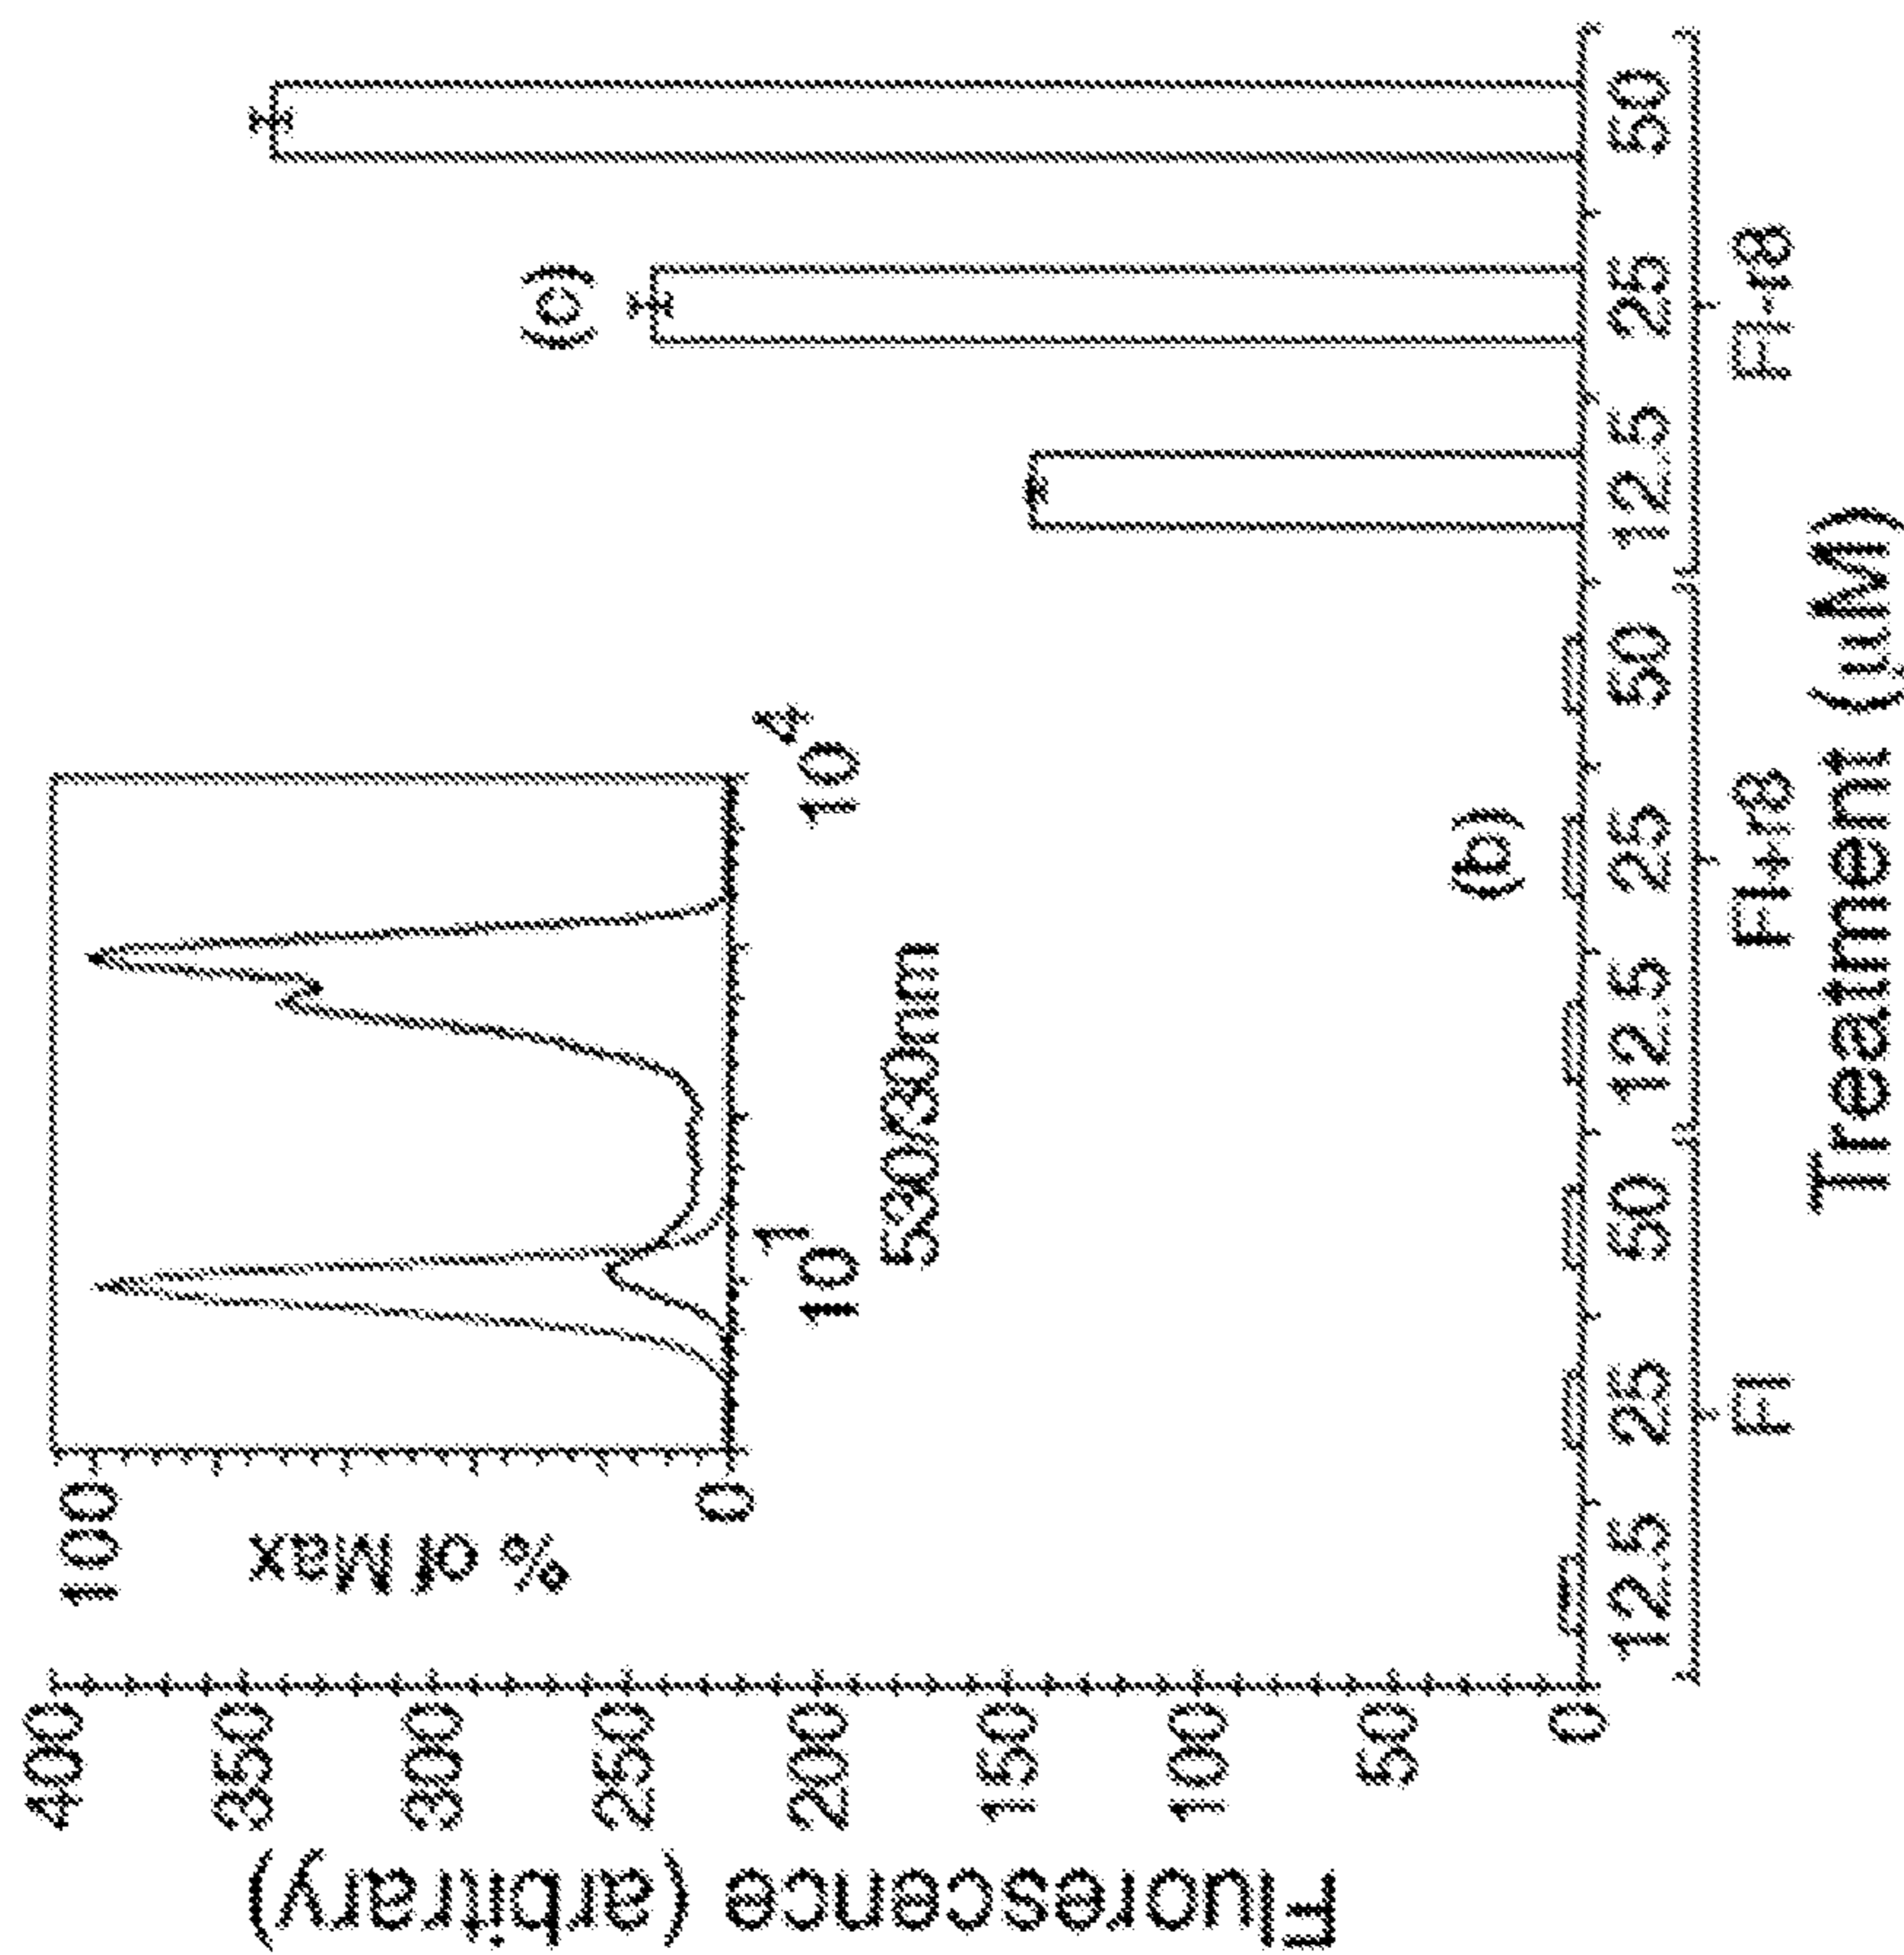 Fluorescence (arbitrary)
400
350
300
250
200
150
100
50
0
% of Max
100
0
10^1
10^4
530/30nm
(b)
(c)
12.5 25 50 12.5 25 50 12.5 25 50
Fl Fl+r8 Fl-r8
Treatment (µM)